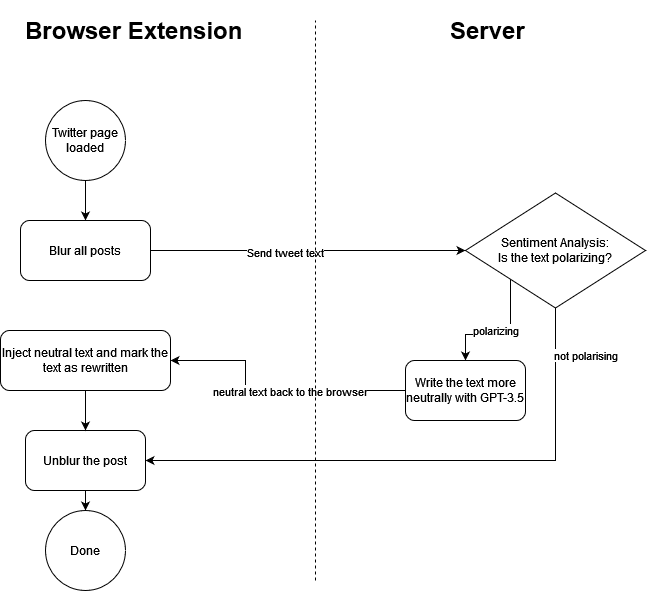 Browser Extension
Server
Twitter page
loaded
Blur all posts
Send tweet text
Sentiment Analysis:
Is the text polarizing?
polarizing
not polarising
Inject neutral text and mark the
text as rewritten
neutral text back to the browser
Write the text more
neutrally with GPT-3.5
Unblur the post
Done